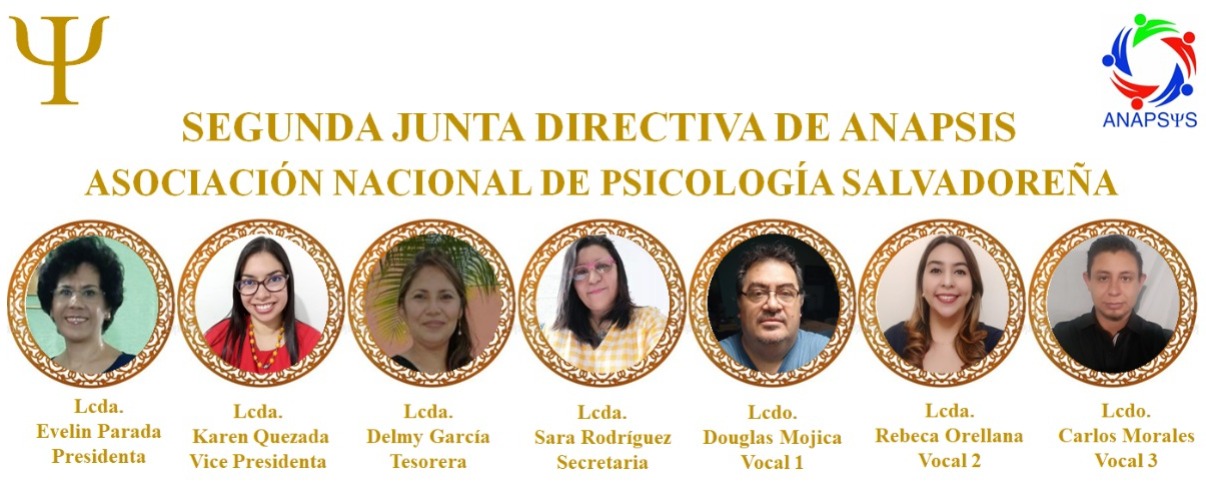 Ψ
ANAPSΨS
SEGUNDA JUNTA DIRECTIVA DE ANAPSIS
ASOCIACIÓN NACIONAL DE PSICOLOGÍA SALVADOREÑA
Lcda.
Evelin Parada
Presidenta
Lcda.
Karen Quezada
Vice Presidenta
Lcda.
Delmy García
Tesorera
Lcda.
Sara Rodríguez
Secretaria
Lcdo.
Douglas Mojica
Vocal 1
Lcda.
Rebeca Orellana
Vocal 2
Lcdo.
Carlos Morales
Vocal 3